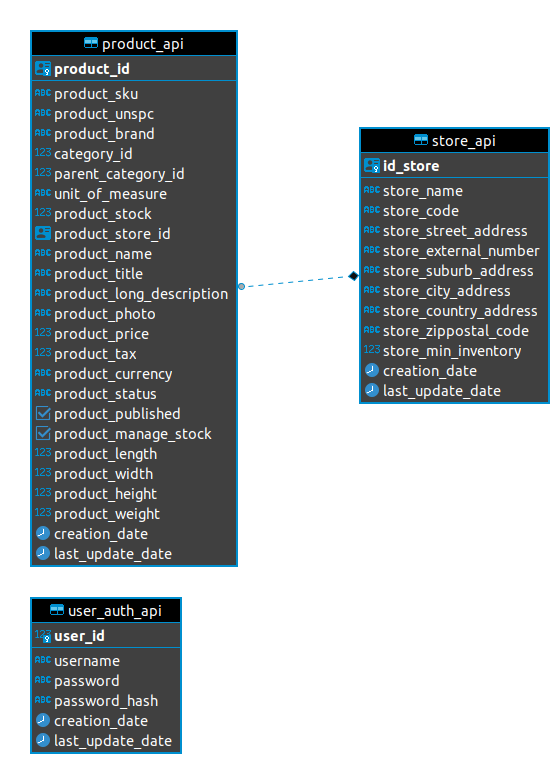 product_api
product_id
ABC product_sku
ABC product_unspc
ABC product_brand
123 category_id
123 parent_category_id
ABC unit_of_measure
123 product_stock
product_store_id
ABC product_name
ABC product_title
ABC product_long_description
ABC product_photo
123 product_price
123 product_tax
ABC product_currency
ABC product_status
product_published
product_manage_stock
123 product_length
123 product_width
123 product_height
123 product_weight
creation_date
last_update_date
store_api
id_store
ABC store_name
ABC store_code
ABC store_street_address
ABC store_external_number
ABC store_suburb_address
ABC store_city_address
ABC store_country_address
ABC store_zippostal_code
123 store_min_inventory
creation_date
last_update_date
user_auth_api
123 user_id
ABC username
ABC password
ABC password_hash
creation_date
last_update_date